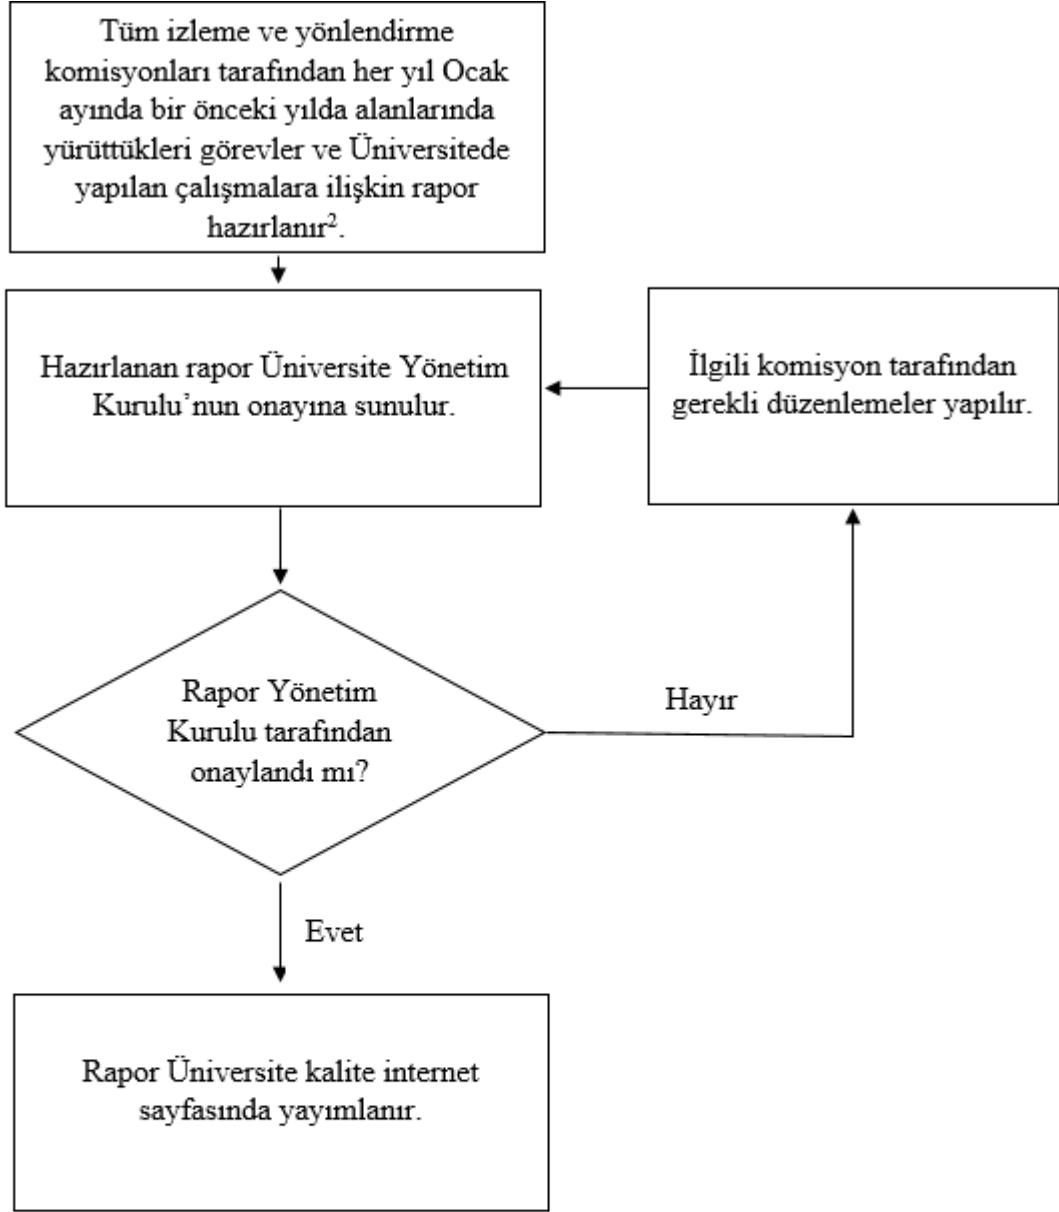 Tüm izleme ve yönlendirme
komisyonları tarafından her yıl Ocak
ayında bir önceki yılda alanlarında
yürüttükleri görevler ve Üniversitede
yapılan çalışmalara ilişkin rapor
hazırlanır².
Hazırlanan rapor Üniversite Yönetim
Kurulu’nun onayına sunulur.
İlgili komisyon tarafından
gerekli düzenlemeler yapılır.
Rapor Yönetim
Kurulu tarafından
onaylandı mı?
Hayır
Evet
Rapor Üniversite kalite internet
sayfasında yayımlanır.